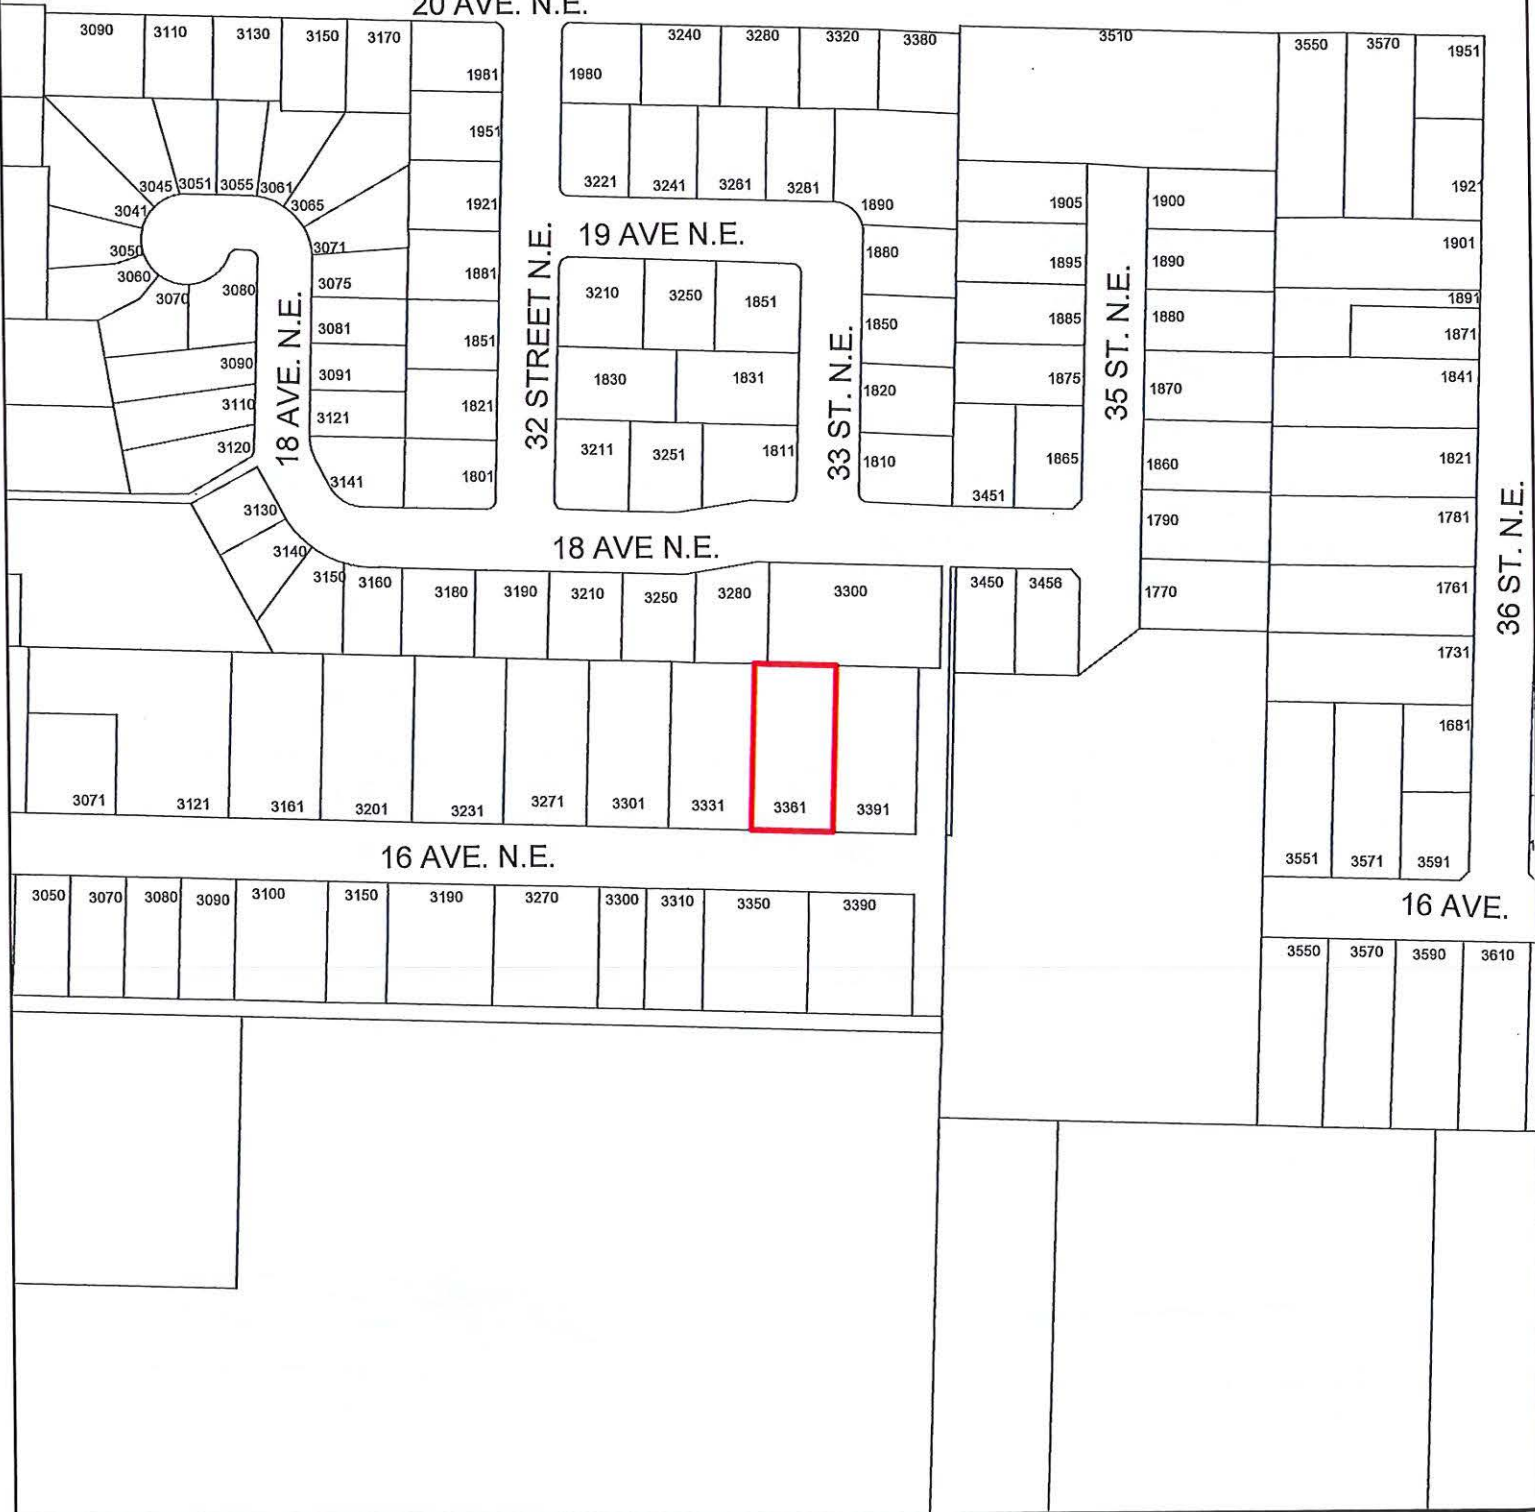 20 AVE. N.E.
3090 3110 3130 3150 3170
3240 3280 3320 3380
3510
3550 3570 1951
1981 1980
1951
3045 3051 3055 3061
3221 3241 3261 3281
1921
3041 3065 1921 1890 1905 1900
19 AVE N.E.
3050 3071 1880 1901
3060 3075 1881 1895 1890
3070 3080 3210 3250 1851 1891
32 STREET N.E.
18 AVE. N.E.
33 ST. N.E.
35 ST. N.E.
3081 1851 1850 1885 1880 1871
3090 3091 1830 1831 1820 1875 1870 1841
3110 3121 1821
3120 3211 3251 1811 1810 1865 1860 1821
3141 1801 3451
3130 1790 1781
36 ST. N.E.
18 AVE N.E.
3140
3150 3160 3180 3190 3210 3250 3280 3300 3450 3456 1770 1761
1731
1681
3071 3121 3161 3201 3231 3271 3301 3331 3361 3391
16 AVE. N.E.
3551 3571 3591
3050 3070 3080 3090 3100 3150 3190 3270 3300 3310 3350 3390
16 AVE.
3550 3570 3590 3610